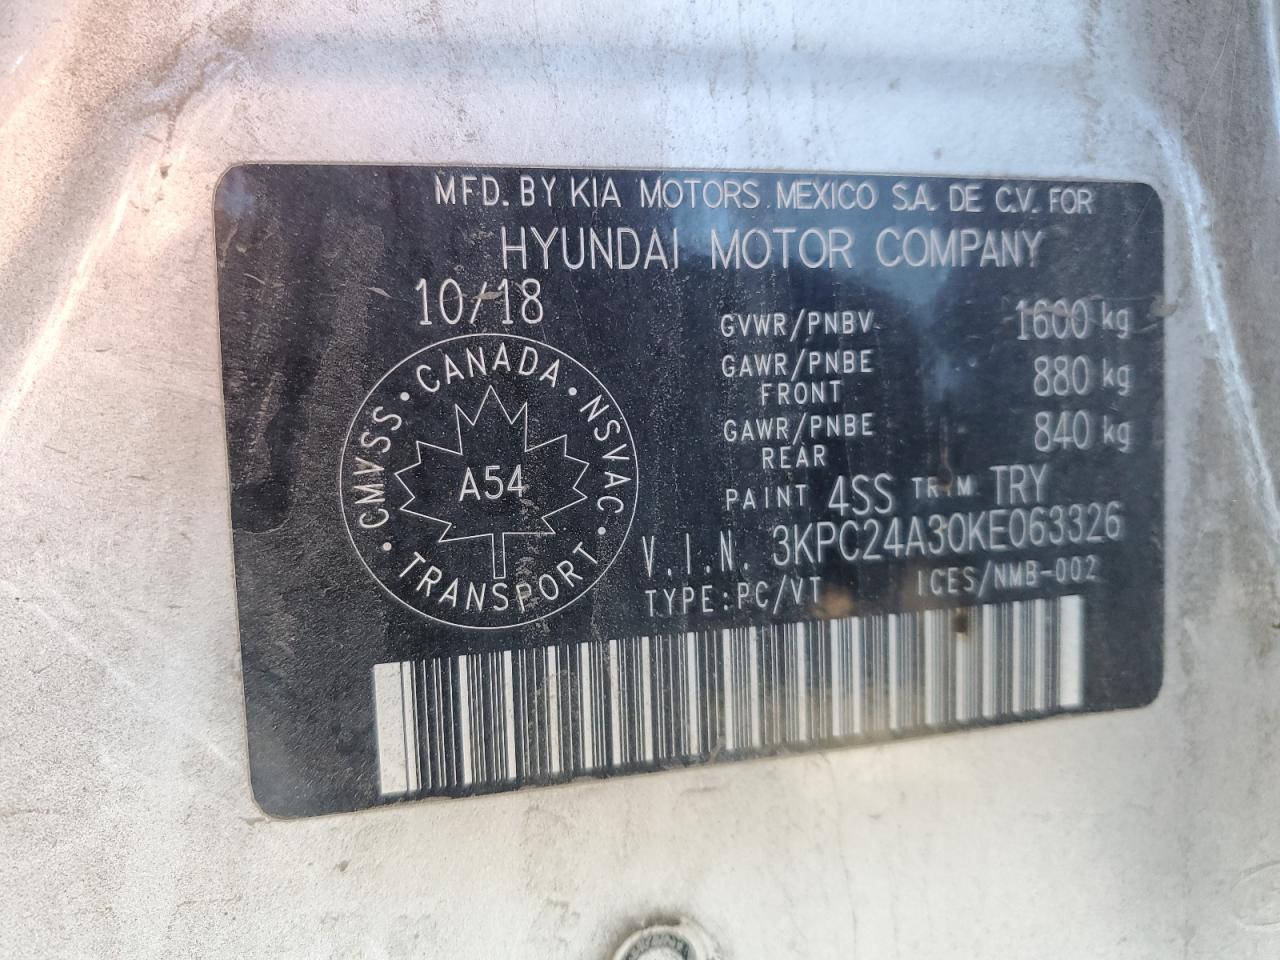 MFD. BY KIA MOTORS MEXICO S.A. DE C.V. FOR
HYUNDAI MOTOR COMPANY
10/18
GVWR/PNBV 1600 kg
GAWR/PNBE FRONT 880 kg
GAWR/PNBE REAR 840 kg
CMVSS · CANADA · NSVAC · TRANSPORT ·
A54
PAINT 4SS TRIM TRY
V.I.N. 3KPC24A30KE063326
TYPE:PC/VT ICES/NMB-002